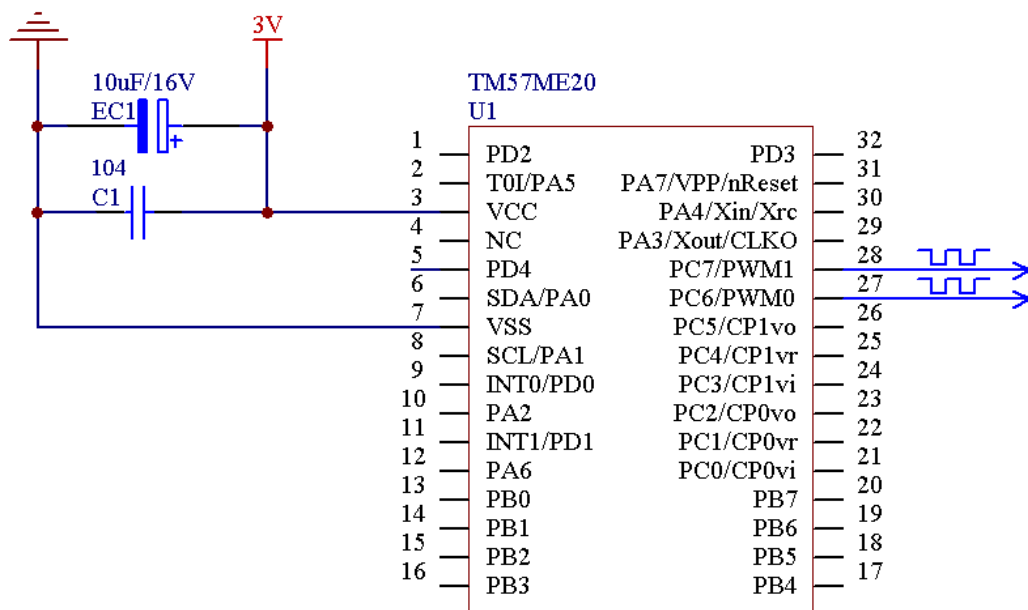 3V
10uF/16V
EC1
+
104
C1
TM57ME20
U1
1 PD2 PD3 32
2 T0I/PA5 PA7/VPP/nReset 31
3 VCC PA4/Xin/Xrc 30
4 NC PA3/Xout/CLKO 29
5 PD4 PC7/PWM1 28
6 SDA/PA0 PC6/PWM0 27
7 VSS PC5/CP1vo 26
8 SCL/PA1 PC4/CP1vr 25
9 INT0/PD0 PC3/CP1vi 24
10 PA2 PC2/CP0vo 23
11 INT1/PD1 PC1/CP0vr 22
12 PA6 PC0/CP0vi 21
13 PB0 PB7 20
14 PB1 PB6 19
15 PB2 PB5 18
16 PB3 PB4 17